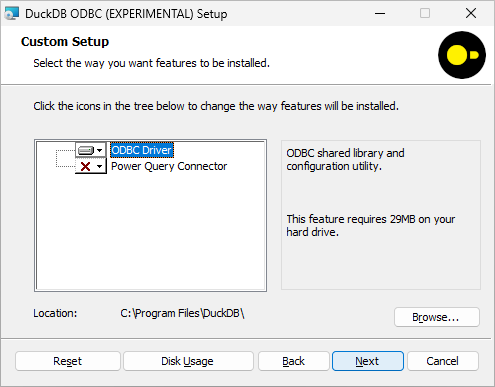 DuckDB ODBC (EXPERIMENTAL) Setup
Custom Setup
Select the way you want features to be installed.
Click the icons in the tree below to change the way features will be installed.
ODBC Driver
Power Query Connector
ODBC shared library and
configuration utility.
This feature requires 29MB on your
hard drive.
Location: C:\Program Files\DuckDB\
Browse...
Reset Disk Usage Back Next Cancel